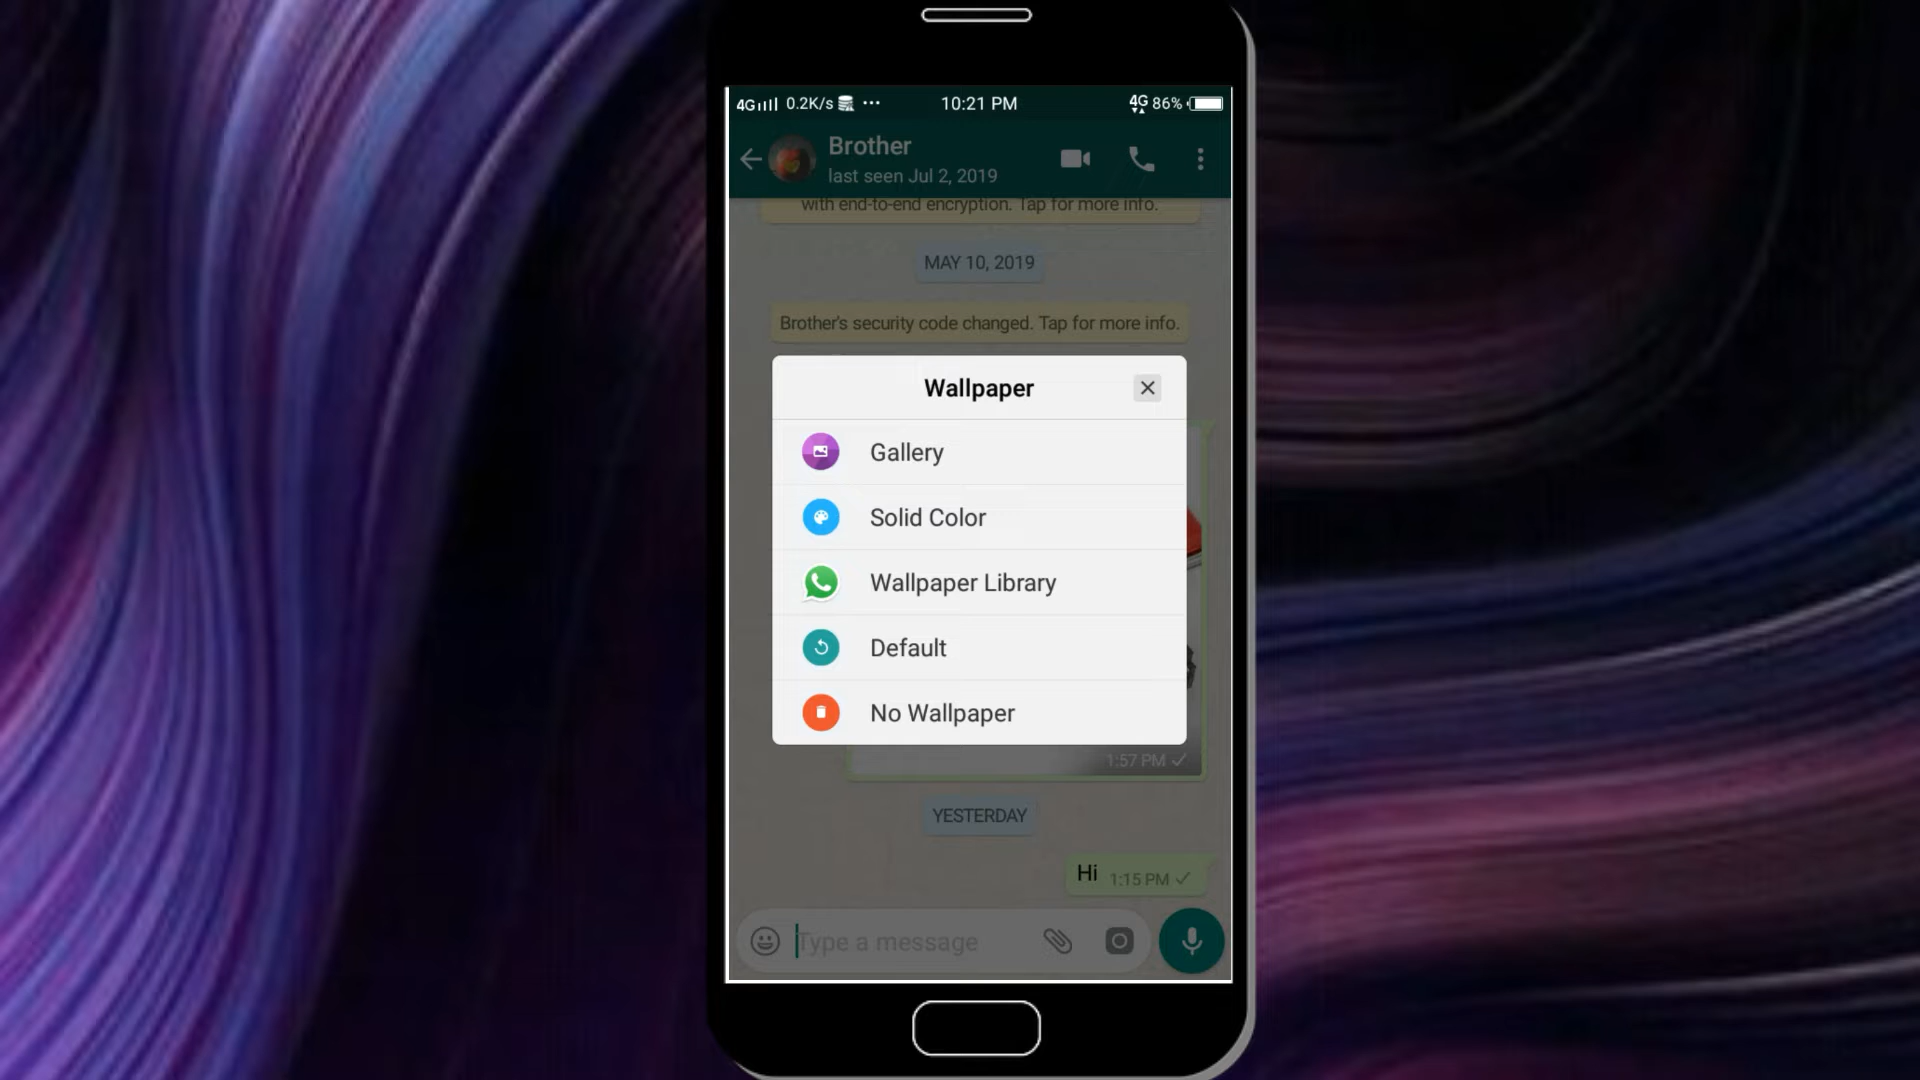 4G 0.2K/s ... 10:21 PM 4G 86%
Brother
last seen Jul 2, 2019
with end-to-end encryption. Tap for more info.
MAY 10, 2019
Brother's security code changed. Tap for more info.
Wallpaper
Gallery
Solid Color
Wallpaper Library
Default
No Wallpaper
1:57 PM
YESTERDAY
Hi 1:15 PM
Type a message